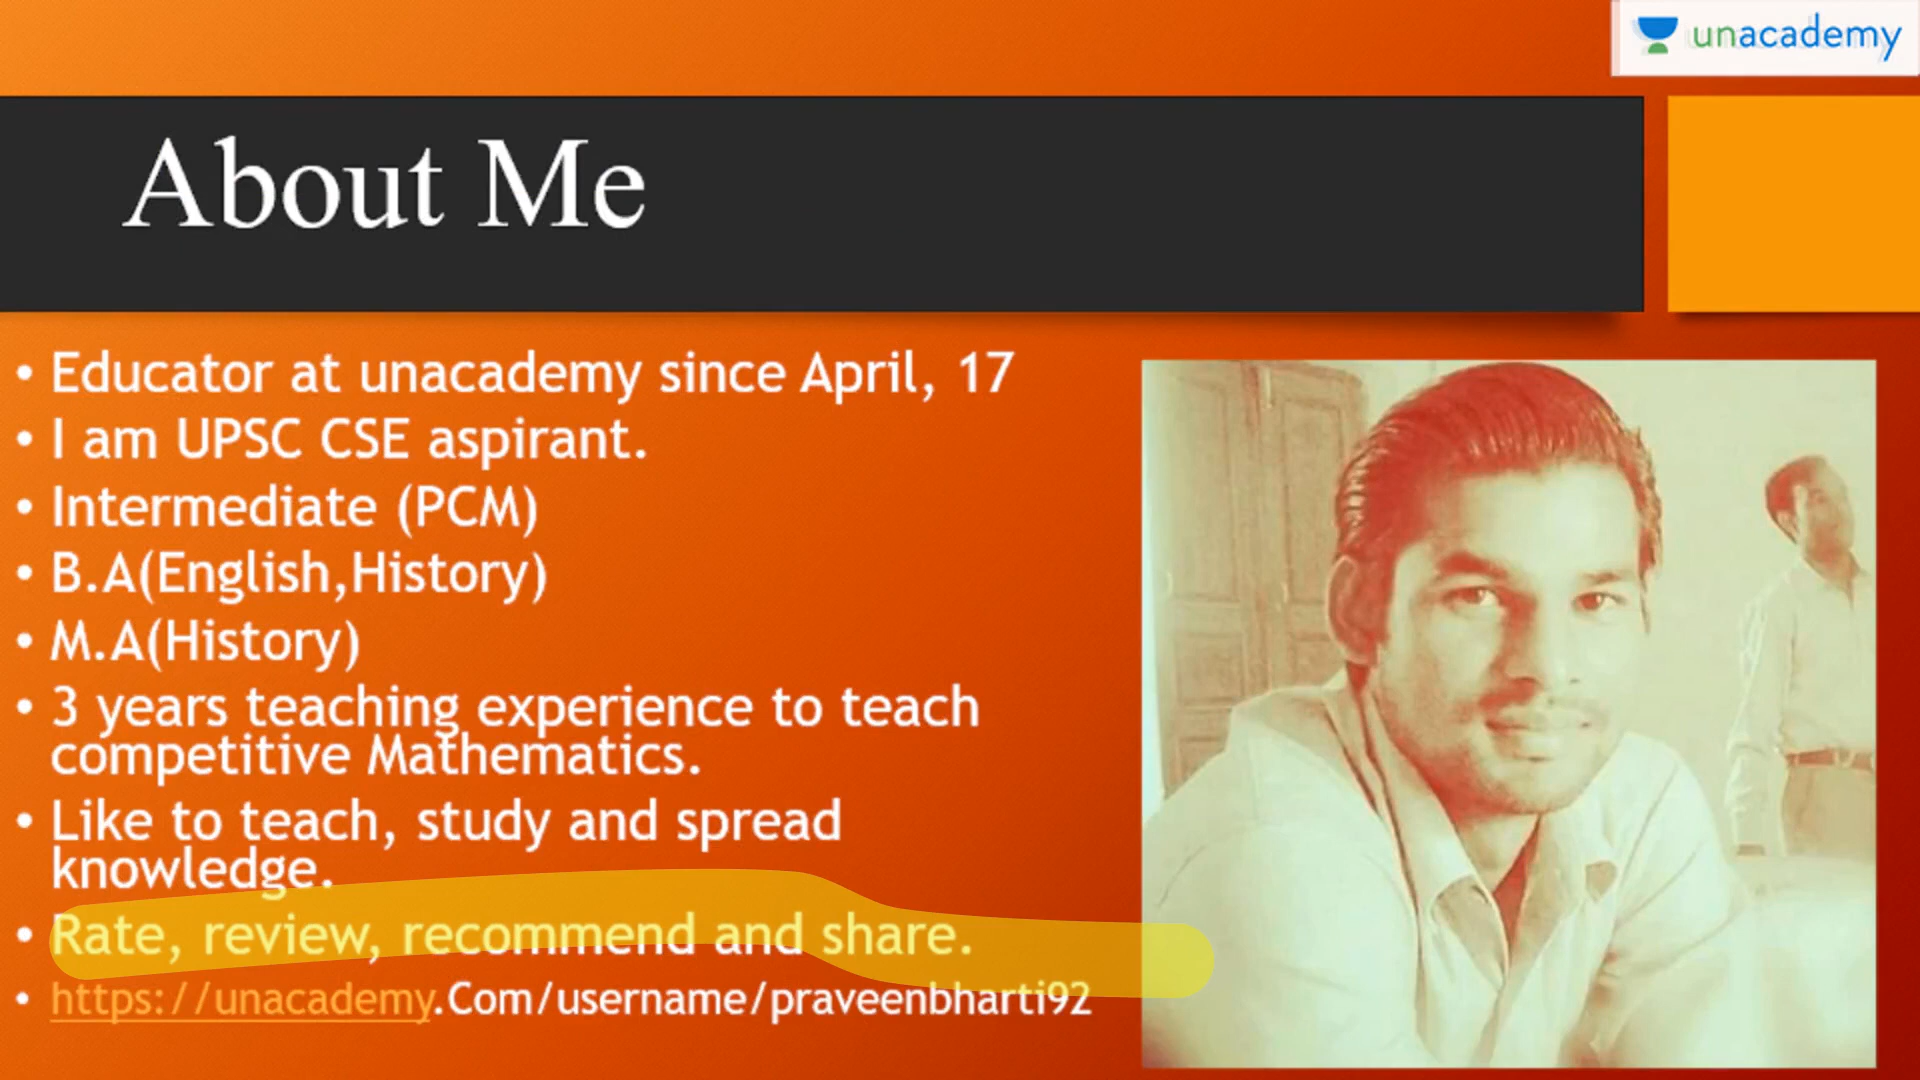 unacademy
About Me
• Educator at unacademy since April, 17
• I am UPSC CSE aspirant.
• Intermediate (PCM)
• B.A(English,History)
• M.A(History)
• 3 years teaching experience to teach
competitive Mathematics.
• Like to teach, study and spread
knowledge.
• Rate, review, recommend and share.
• https://unacademy.Com/username/praveenbharti92